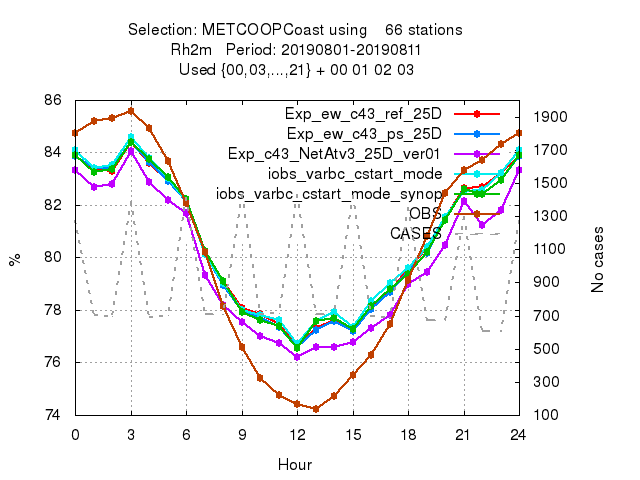 Selection: METCOOPCoast using 66 stations
Rh2m Period: 20190801-20190811
Used {00,03,...,21} + 00 01 02 03
86
84
82
80
78
76
74
%
1900
1700
1500
1300
1100
900
700
500
300
100
No cases
Exp_ew_c43_ref_25D
Exp_ew_c43_ps_25D
Exp_c43_NetAtv3_25D_ver01
iobs_varbc_cstart_mode
iobs_varbc_cstart_mode_synop
OBS
CASES
0 3 6 9 12 15 18 21 24
Hour